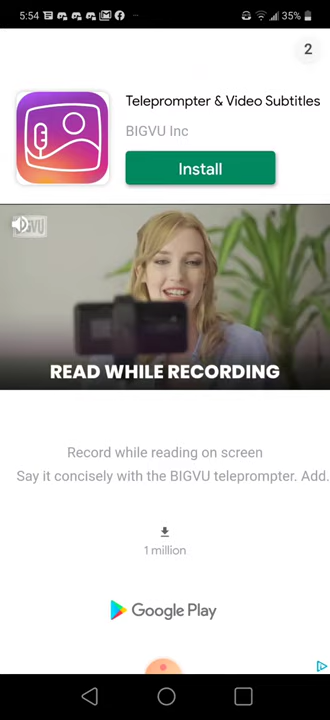 5:54
35%
2
Teleprompter & Video Subtitles
BIGVU Inc
Install
READ WHILE RECORDING
Record while reading on screen
Say it concisely with the BIGVU teleprompter. Add.
1 million
Google Play